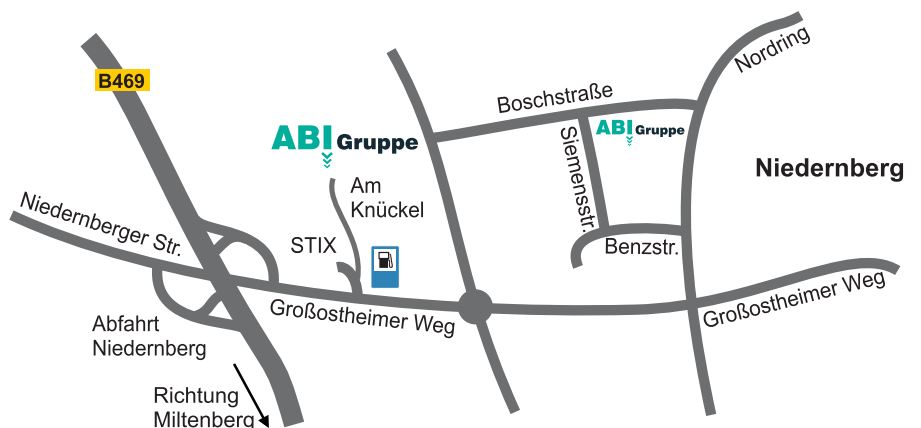 B469
Nordring
Boschstraße
ABI Gruppe
ABI Gruppe
Siemensstr.
Niedernberg
Am
Knückel
Niedernberger Str.
STIX
Benzstr.
Großostheimer Weg
Großostheimer Weg
Abfahrt
Niedernberg
Richtung
Miltenberg